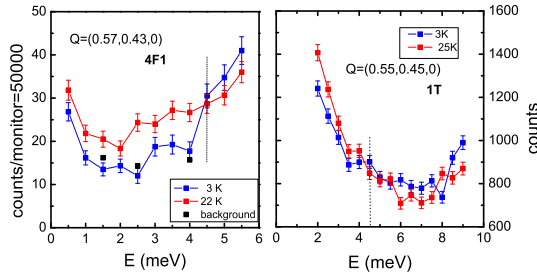 Q=(0.57,0.43,0)
4F1
counts/monitor=50000
50
40
30
20
10
0
0 1 2 3 4 5 6
E (meV)
3 K
22 K
background
3K
25K
Q=(0.55,0.45,0)
1T
counts
1400
1200
1000
800
600
0 2 4 6 8 10
E (meV)